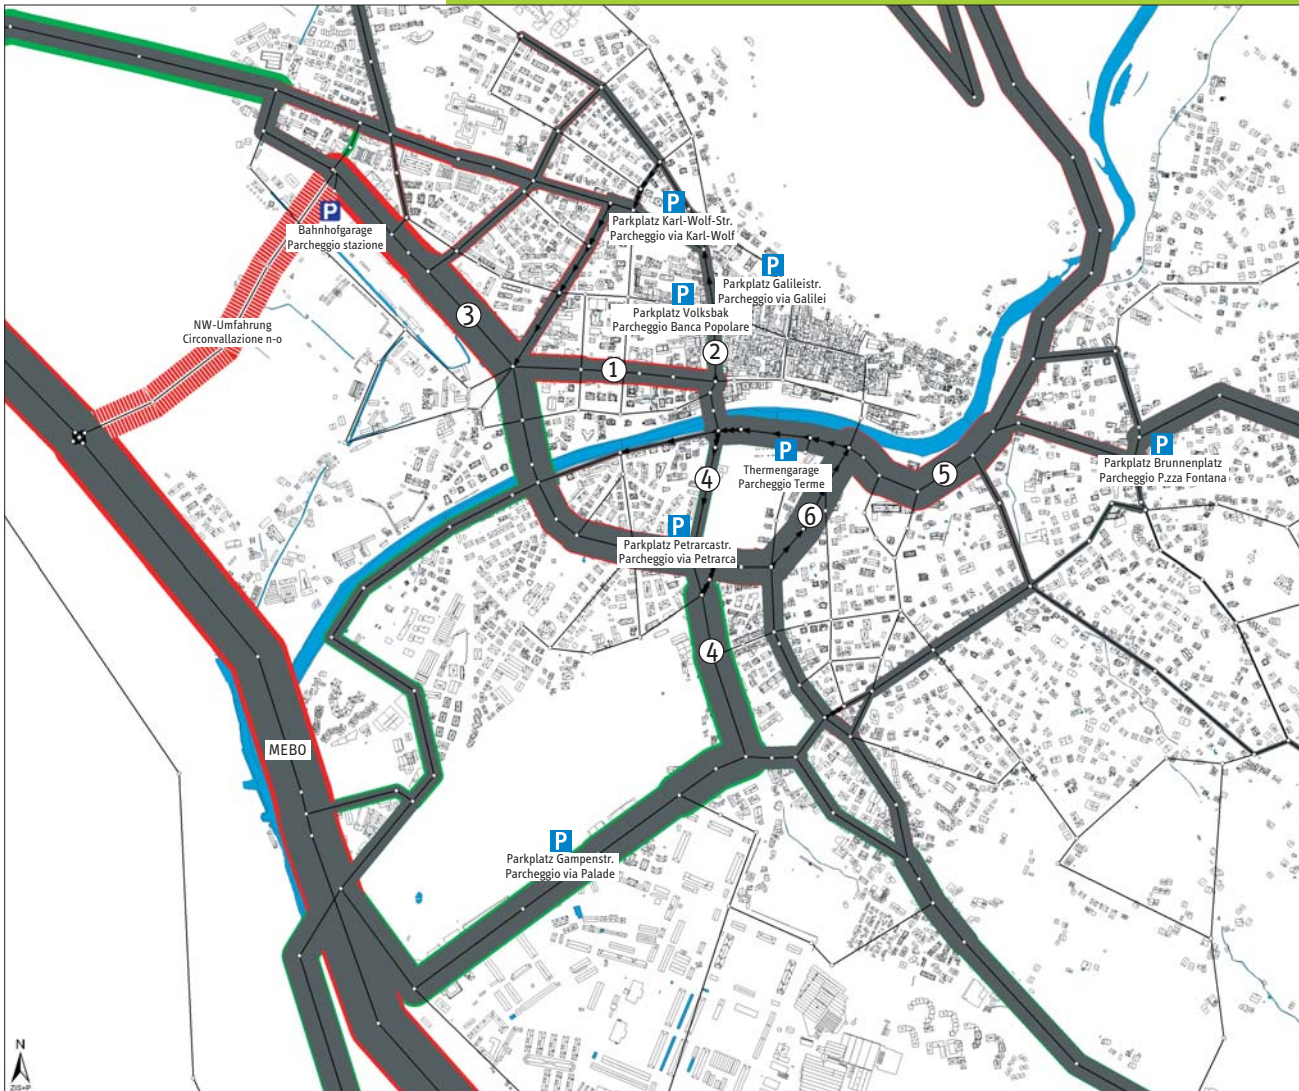 P
Parkplatz Karl-Wolf-Str.
Parcheggio via Karl-Wolf
P
Bahnhofgarage
Parcheggio stazione
P
Parkplatz Galileistr.
Parcheggio via Galilei
P
Parkplatz Volksbak
Parcheggio Banca Popolare
3
NW-Umfahrung
Circonvallazione n-o
2
1
P
Thermengarage
Parcheggio Terme
P
Parkplatz Brunnenplatz
Parcheggio P.zza Fontana
5
4
6
P
Parkplatz Petrarcastr.
Parcheggio via Petrarca
4
MEBO
P
Parkplatz Gampenstr.
Parcheggio via Palade
N
ZIS+P